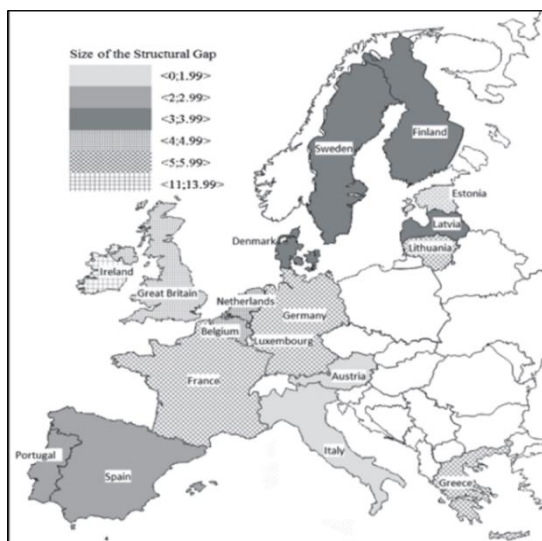 Size of the Structural Gap
<0;1.99>
<2;2.99>
<3;3.99>
<4;4.99>
<5;5.99>
<11;13.99>
Finland
Sweden
Estonia
Latvia
Denmark
Lithuania
Ireland
Great Britain
Netherlands
Germany
Belgium
Luxembourg
France
Austria
Italy
Portugal
Spain
Greece